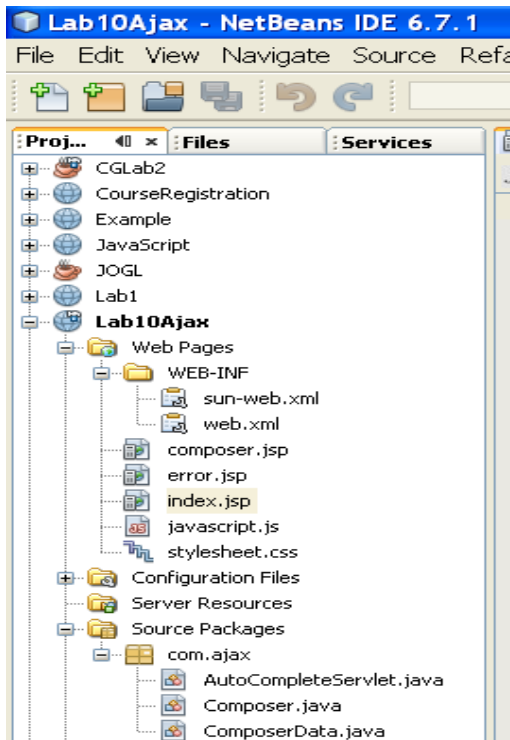 Lab10Ajax - NetBeans IDE 6.7.1
File Edit View Navigate Source Refa
Proj... Files Services
CGLab2
CourseRegistration
Example
JavaScript
JOGL
Lab1
Lab10Ajax
Web Pages
WEB-INF
sun-web.xml
web.xml
composer.jsp
error.jsp
index.jsp
javascript.js
stylesheet.css
Configuration Files
Server Resources
Source Packages
com.ajax
AutoCompleteServlet.java
Composer.java
ComposerData.java